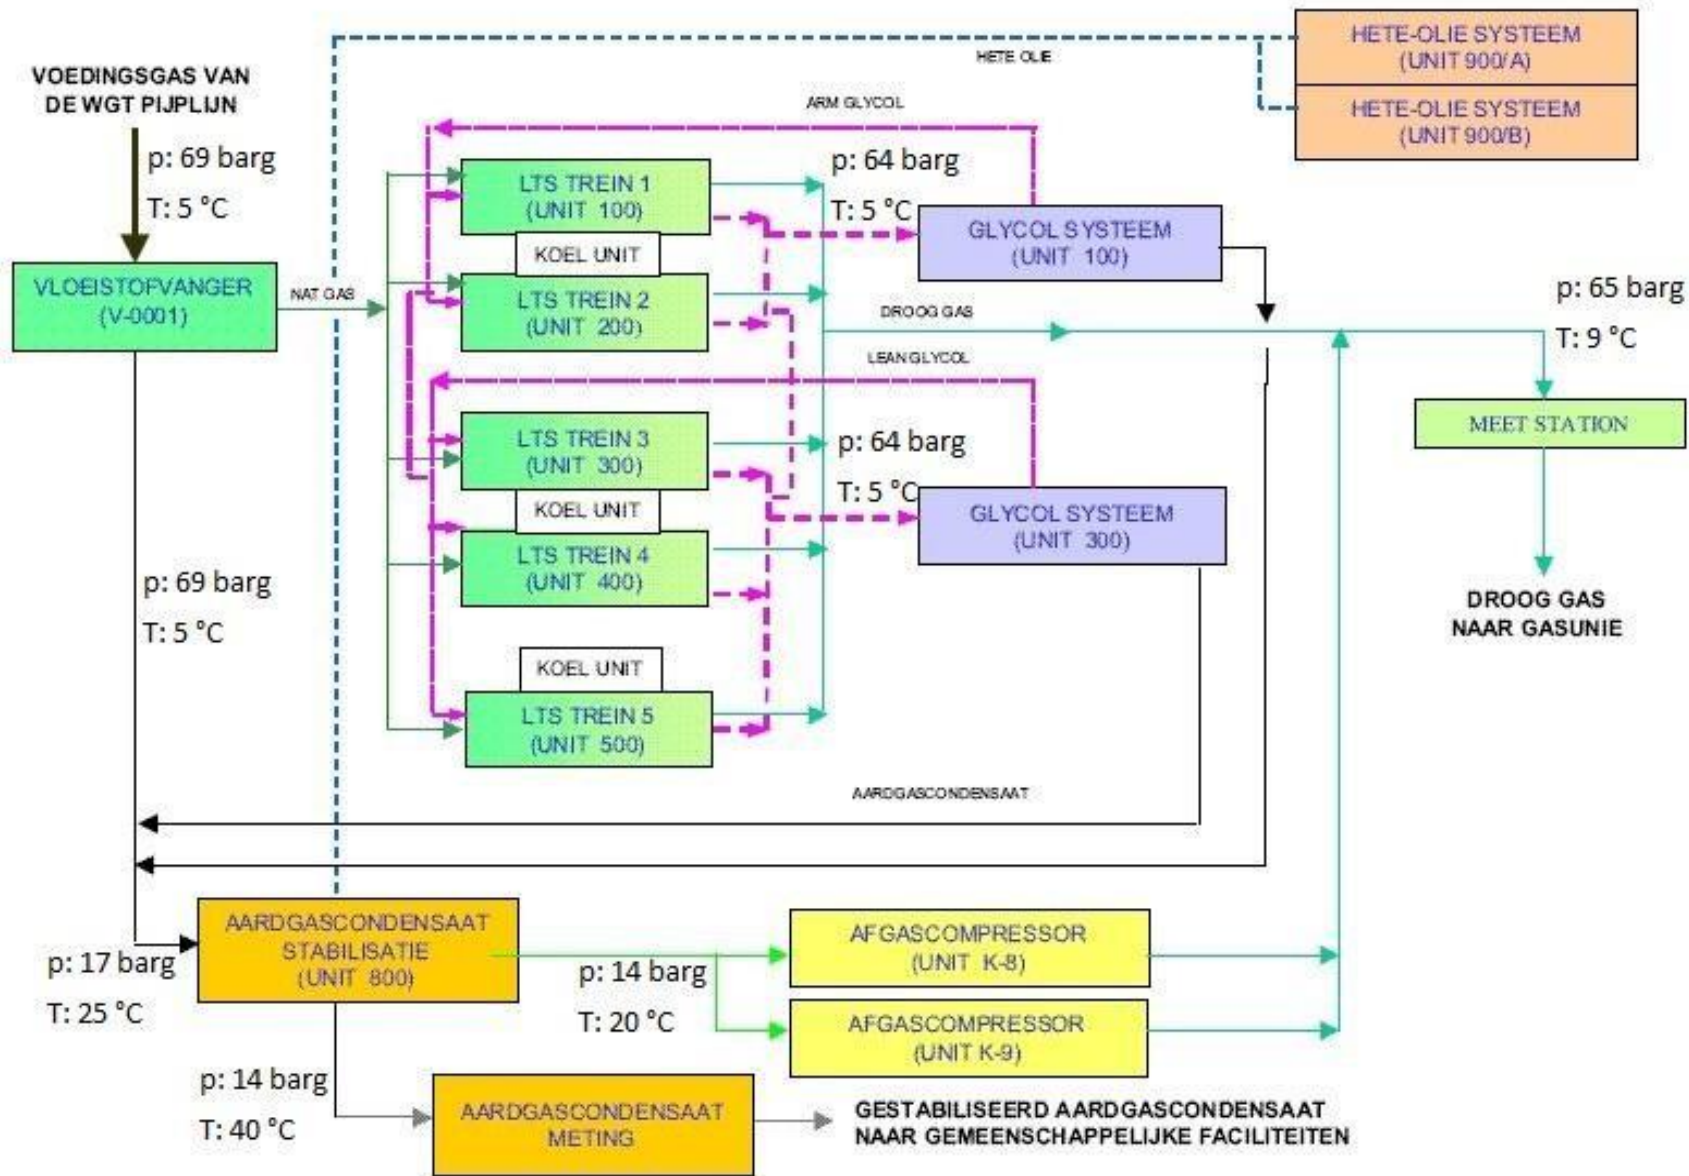 HETE-OLIE SYSTEEM
(UNIT 900/A)
HETE OLIE
HETE-OLIE SYSTEEM
(UNIT 900/B)
VOEDINGSGAS VAN
DE WGT PIJPLIJN
p: 69 barg
T: 5 °C
ARM GLYCOL
LTS TREIN 1
(UNIT 100)
p: 64 barg
T: 5 °C
GLYCOL SYSTEEM
(UNIT 100)
KOEL UNIT
VLOEISTOFVANGER
(V-0001)
NAT GAS
LTS TREIN 2
(UNIT 200)
DROOG GAS
p: 65 barg
T: 9 °C
LEAN GLYCOL
MEET STATION
LTS TREIN 3
(UNIT 300)
p: 64 barg
T: 5 °C
KOEL UNIT
GLYCOL SYSTEEM
(UNIT 300)
LTS TREIN 4
(UNIT 400)
p: 69 barg
T: 5 °C
DROOG GAS
NAAR GASUNIE
KOEL UNIT
LTS TREIN 5
(UNIT 500)
AARDGASCONDENSAAT
AARDGASCONDENSAAT
STABILISATIE
(UNIT 800)
p: 17 barg
T: 25 °C
p: 14 barg
T: 20 °C
AFGASCOMPRESSOR
(UNIT K-8)
AFGASCOMPRESSOR
(UNIT K-9)
p: 14 barg
T: 40 °C
AARDGASCONDENSAAT
METING
GESTABILISEERD AARDGASCONDENSAAT
NAAR GEMEENSCHAPPELIJKE FACILITEITEN